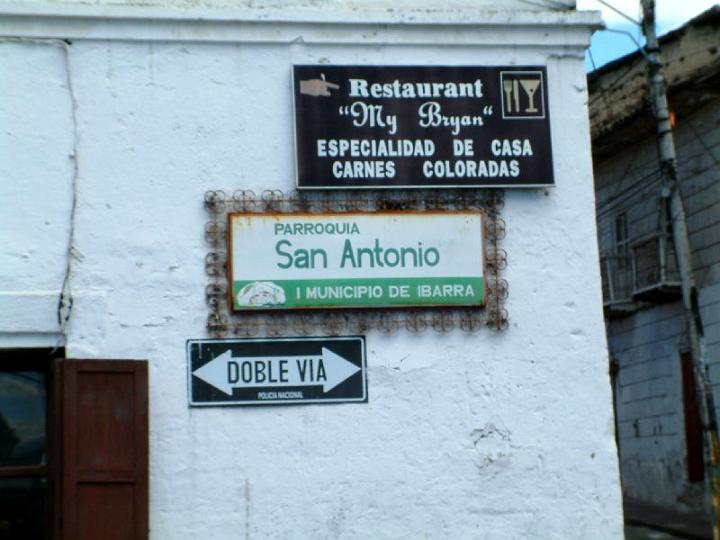 Restaurant
"My Bryan"
ESPECIALIDAD DE CASA
CARNES COLORADAS
PARROQUIA
San Antonio
I MUNICIPIO DE IBARRA
DOBLE VIA
POLICIA NACIONAL